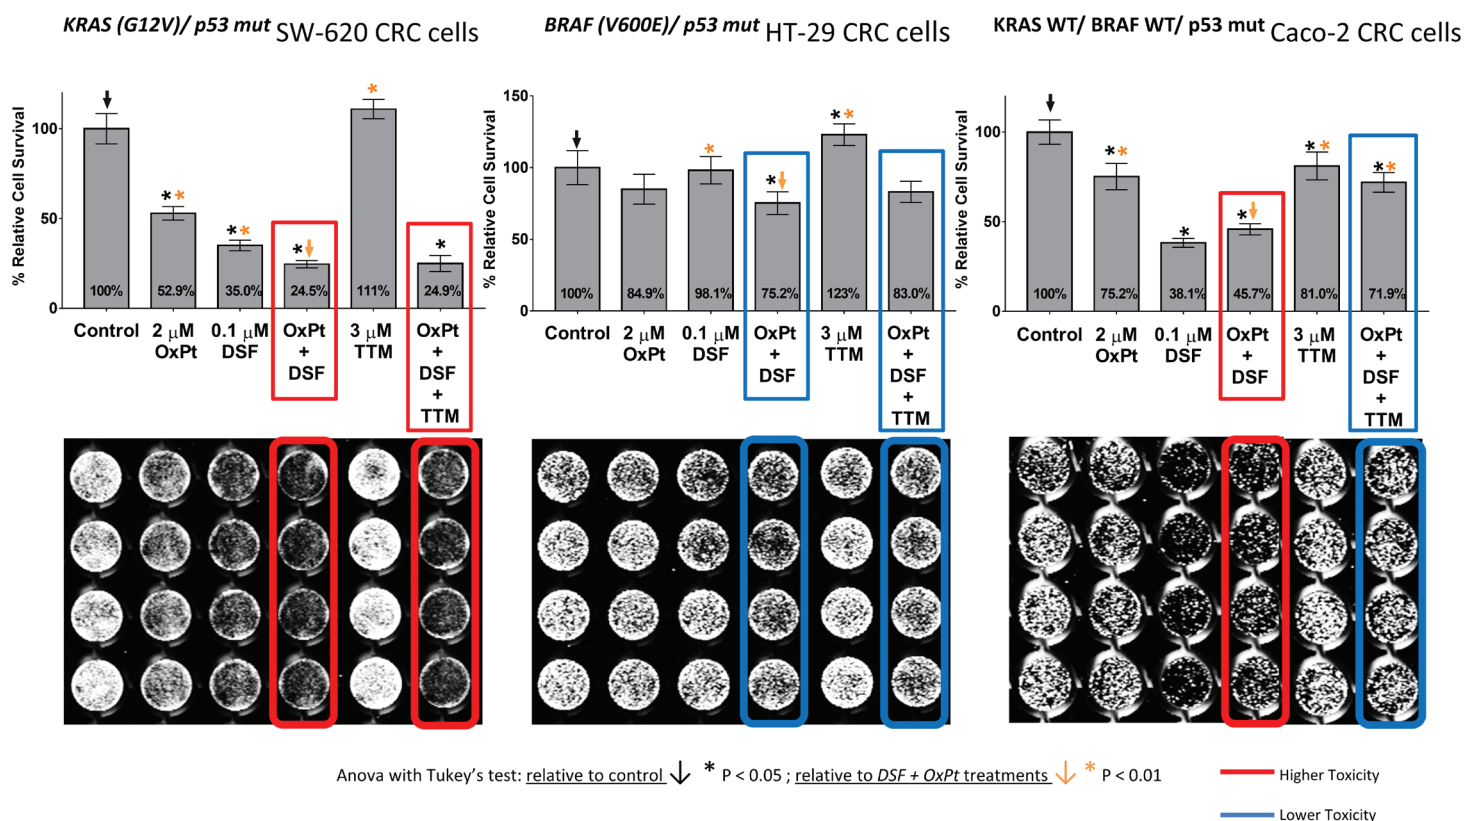 KRAS (G12V)/ p53 mut SW-620 CRC cells
% Relative Cell Survival
100
50
0
100%
52.9%
35.0%
24.5%
111%
24.9%
Control
2 μM
OxPt
0.1 μM
DSF
OxPt
+
DSF
3 μM
TTM
OxPt
+
DSF
+
TTM
BRAF (V600E)/ p53 mut HT-29 CRC cells
% Relative Cell Survival
150
100
50
0
100%
84.9%
98.1%
75.2%
123%
83.0%
Control
2 μM
OxPt
0.1 μM
DSF
OxPt
+
DSF
3 μM
TTM
OxPt
+
DSF
+
TTM
KRAS WT/ BRAF WT/ p53 mut Caco-2 CRC cells
% Relative Cell Survival
100
50
0
100%
75.2%
38.1%
45.7%
81.0%
71.9%
Control
2 μM
OxPt
0.1 μM
DSF
OxPt
+
DSF
3 μM
TTM
OxPt
+
DSF
+
TTM
Anova with Tukey’s test: relative to control ↓ * P < 0.05 ; relative to DSF + OxPt treatments ↓ * P < 0.01
Higher Toxicity
Lower Toxicity